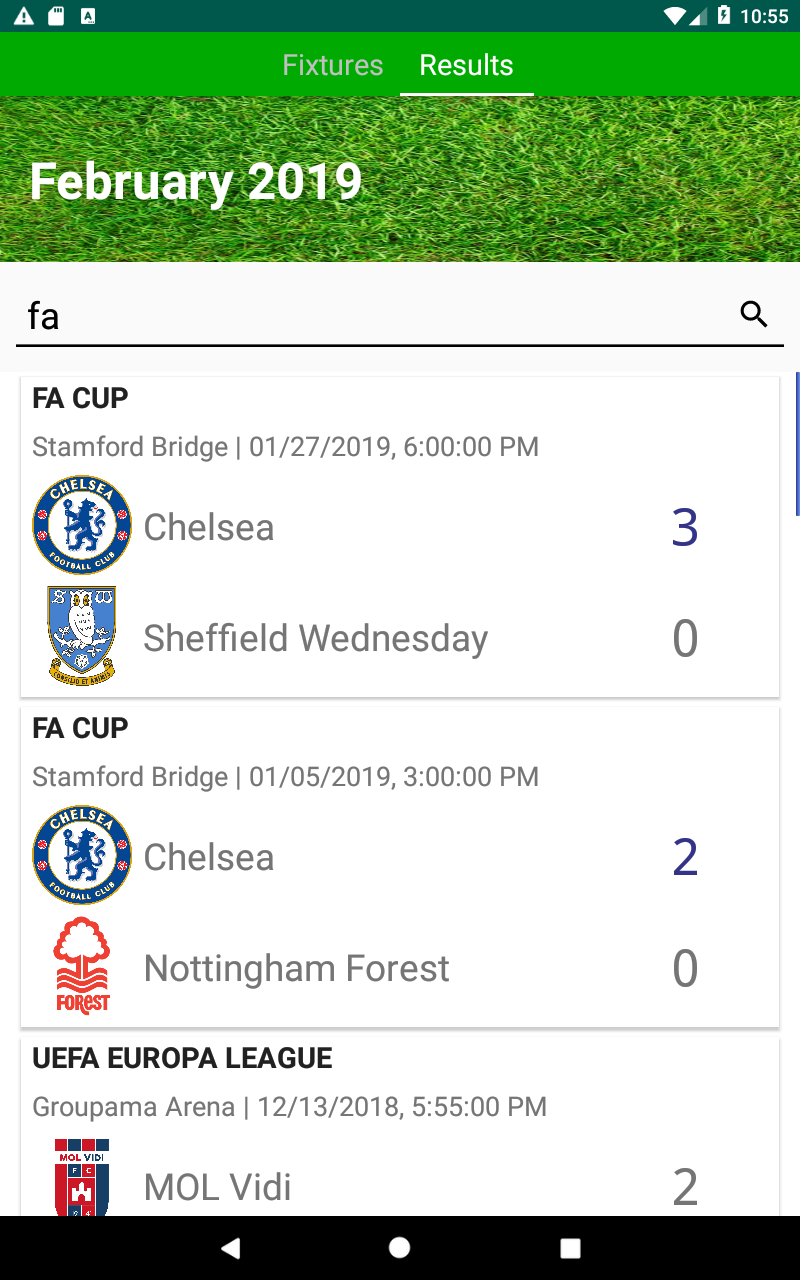 10:55
Fixtures Results
February 2019
fa
FA CUP
Stamford Bridge | 01/27/2019, 6:00:00 PM
CHELSEA
FOOTBALL CLUB
Chelsea 3
S W
Sheffield Wednesday 0
FA CUP
Stamford Bridge | 01/05/2019, 3:00:00 PM
CHELSEA
FOOTBALL CLUB
Chelsea 2
FOREST
Nottingham Forest 0
UEFA EUROPA LEAGUE
Groupama Arena | 12/13/2018, 5:55:00 PM
MOL VIDI
F C
MOL Vidi 2